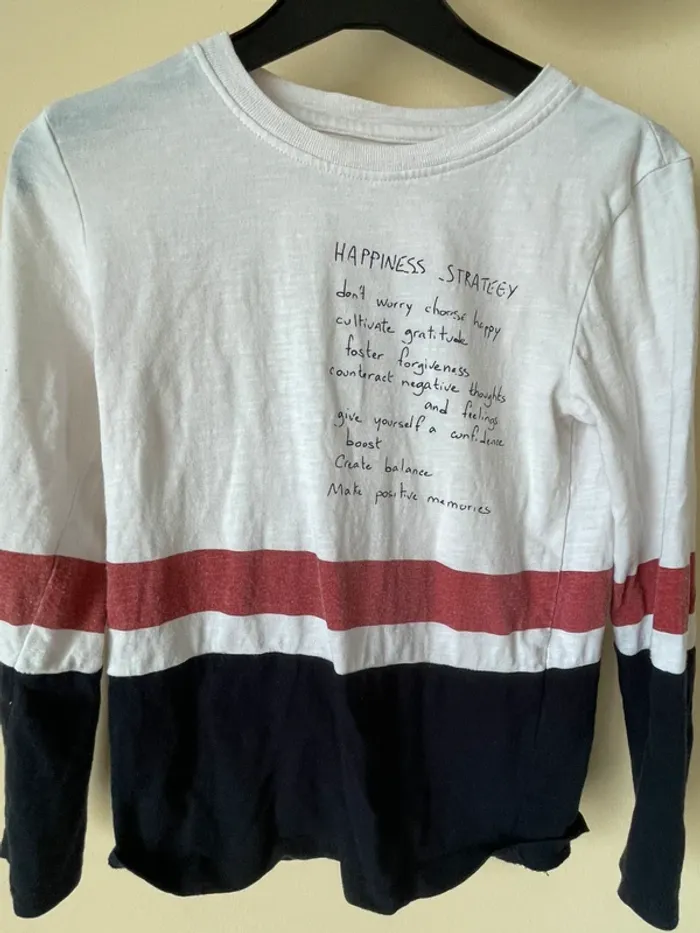 HAPPINESS STRATEGY
don't worry choose happy
cultivate gratitude
foster forgiveness
counteract negative thoughts
and feelings
give yourself a confidence
boost
Create balance
Make positive memories